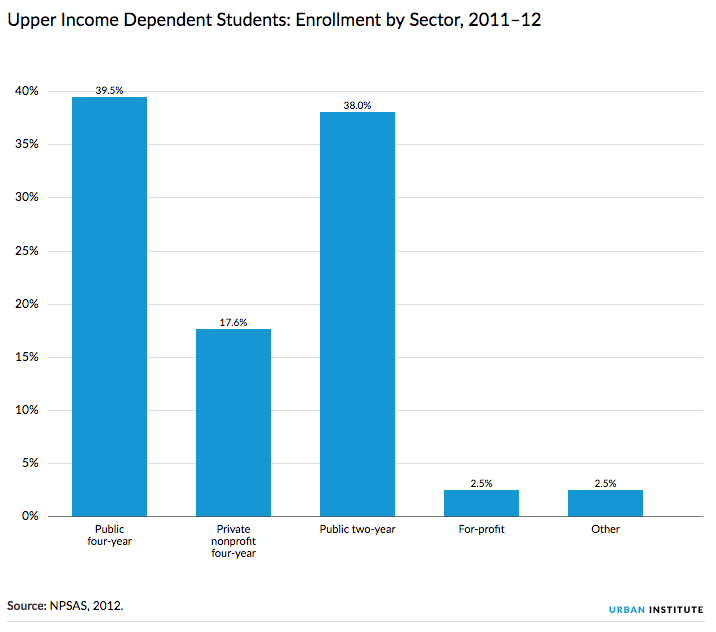 Upper Income Dependent Students: Enrollment by Sector, 2011–12
40%
35%
30%
25%
20%
15%
10%
5%
0%
39.5%
17.6%
38.0%
2.5%
2.5%
Public
four-year
Private
nonprofit
four-year
Public two-year
For-profit
Other
Source: NPSAS, 2012.
URBAN INSTITUTE